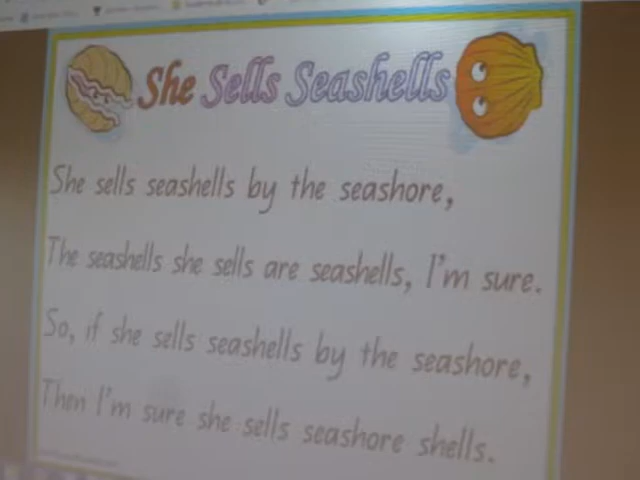 She Sells Seashells
She sells seashells by the seashore,
The seashells she sells are seashells, I'm sure.
So, if she sells seashells by the seashore,
Then I'm sure she sells seashore shells.